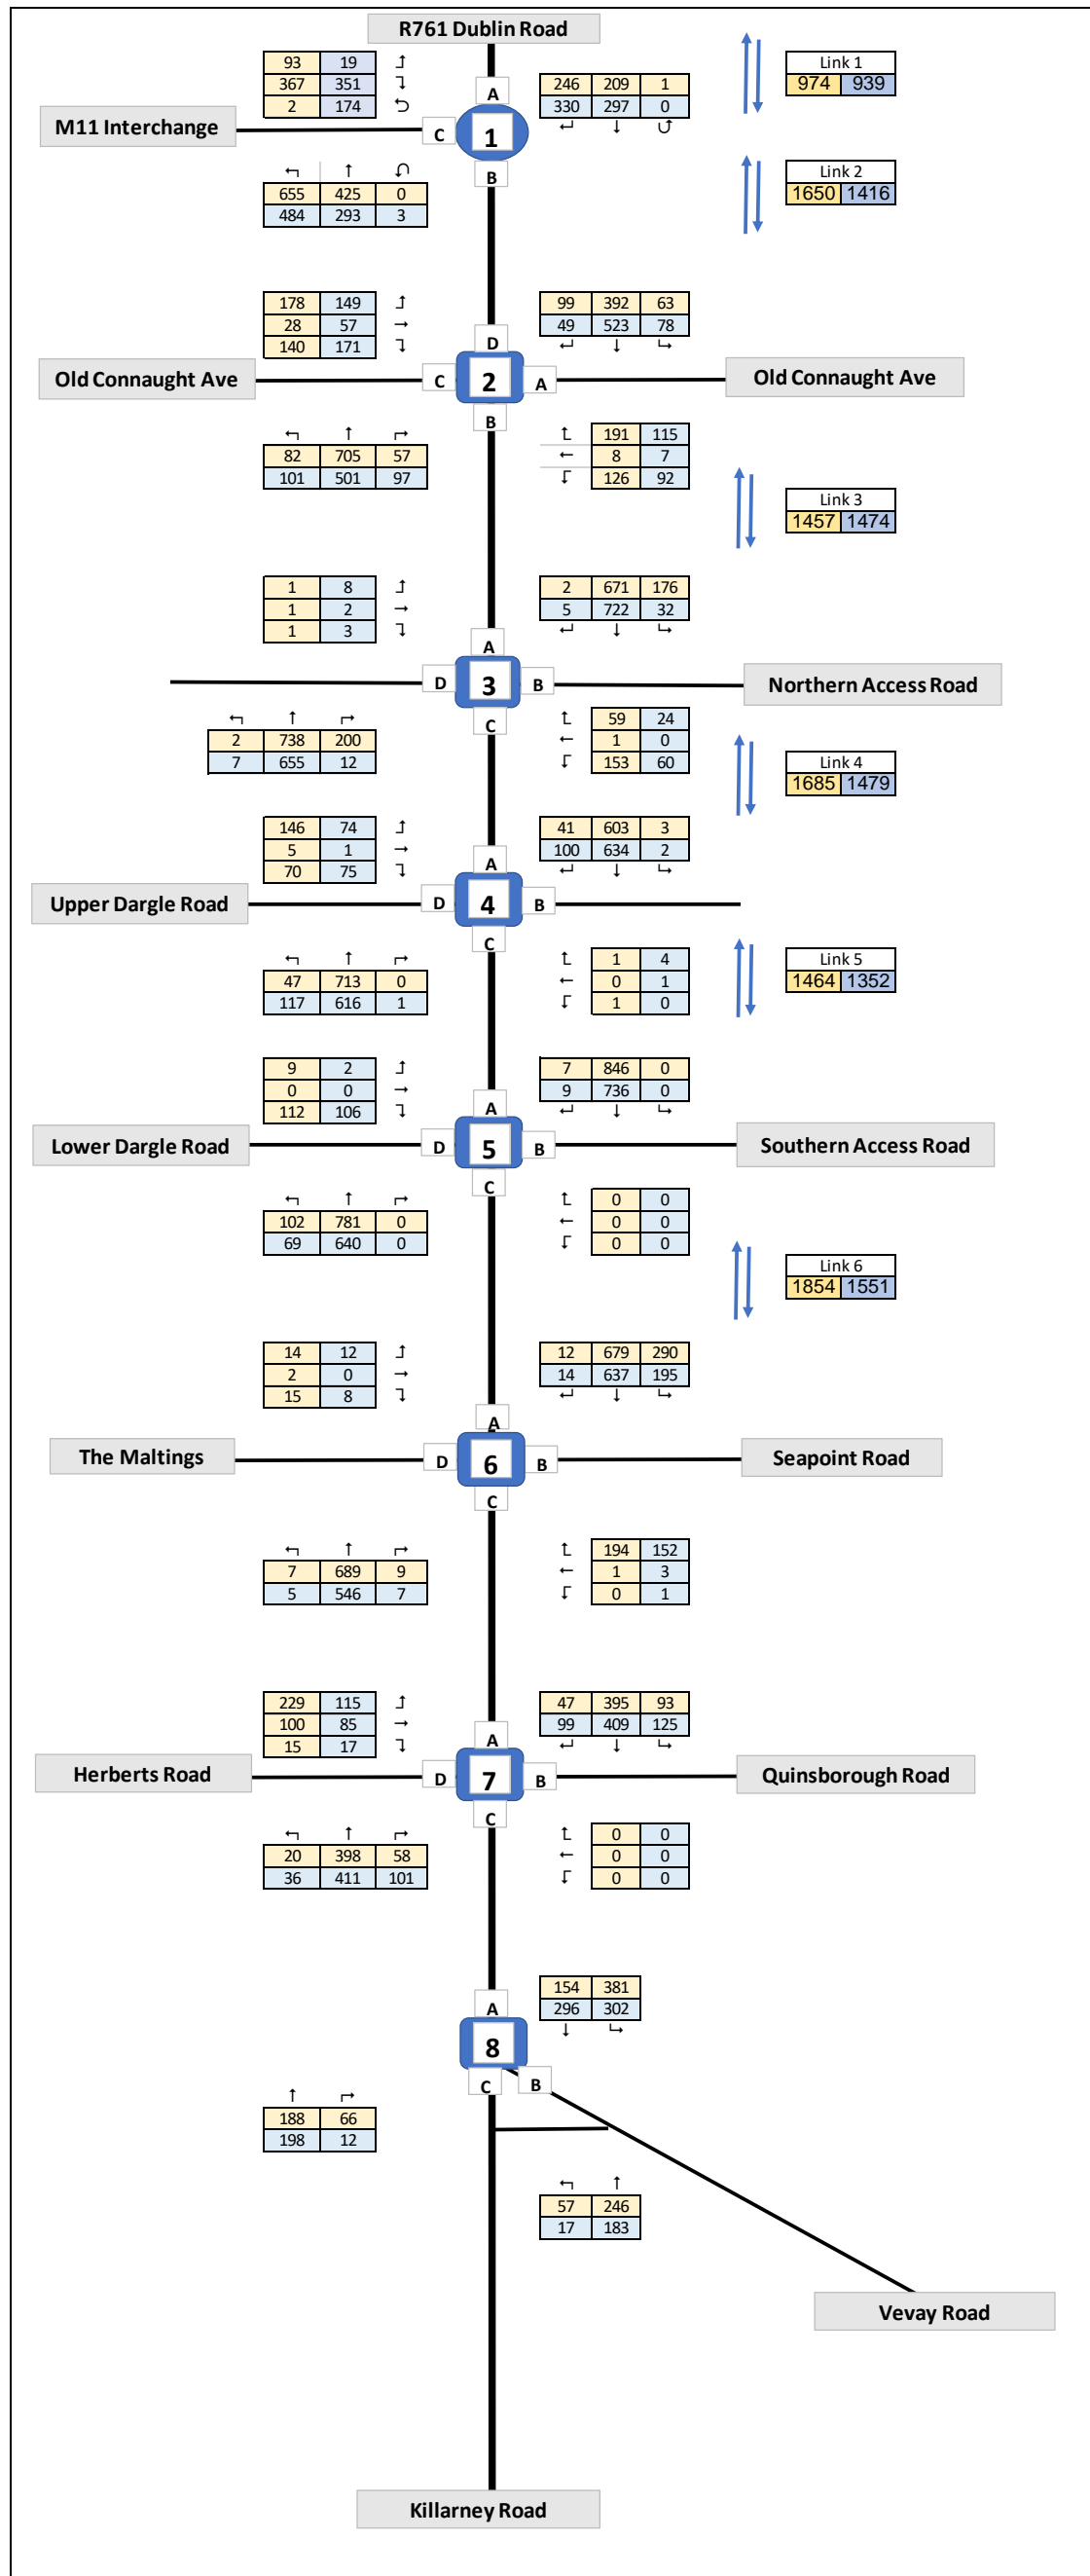 R761 Dublin Road
93 19 ↱
367 351 ↴
2 174 ⮌
A
246 209 1
330 297 0
↵ ↓ ⮍
Link 1
974 939
M11 Interchange
C
1
B
↰ ↑ ∩
655 425 0
484 293 3
Link 2
1650 1416
178 149
28 57 →
140 171 ↴
99 392 63
49 523 78
↵ ↓ ↳
D
Old Connaught Ave
C
2
A
Old Connaught Ave
B
↰ ↑ ↱
82 705 57
101 501 97
191 115
← 8 7
126 92
Link 3
1457 1474
1 8
1 2 →
1 3 ↴
2 671 176
5 722 32
↵ ↓ ↳
A
D
3
B
Northern Access Road
C
↰ ↑ ↱
2 738 200
7 655 12
59 24
← 1 0
153 60
Link 4
1685 1479
146 74
5 1 →
70 75 ↴
41 603 3
100 634 2
↵ ↓ ↳
A
Upper Dargle Road
D
4
B
C
↰ ↑ ↱
47 713 0
117 616 1
1 4
← 0 1
1 0
Link 5
1464 1352
9 2
0 0 →
112 106 ↴
7 846 0
9 736 0
↵ ↓ ↳
A
Lower Dargle Road
D
5
B
Southern Access Road
C
↰ ↑ ↱
102 781 0
69 640 0
0 0
← 0 0
0 0
Link 6
1854 1551
14 12
2 0 →
15 8 ↴
12 679 290
14 637 195
↵ ↓ ↳
A
The Maltings
D
6
B
Seapoint Road
C
↰ ↑ ↱
7 689 9
5 546 7
194 152
← 1 3
0 1
229 115
100 85 →
15 17 ↴
47 395 93
99 409 125
↵ ↓ ↳
A
Herberts Road
D
7
B
Quinsborough Road
C
↰ ↑ ↱
20 398 58
36 411 101
0 0
← 0 0
0 0
154 381
296 302
↓ ↳
A
8
C
B
↑ ↱
188 66
198 12
↰ ↑
57 246
17 183
Vevay Road
Killarney Road